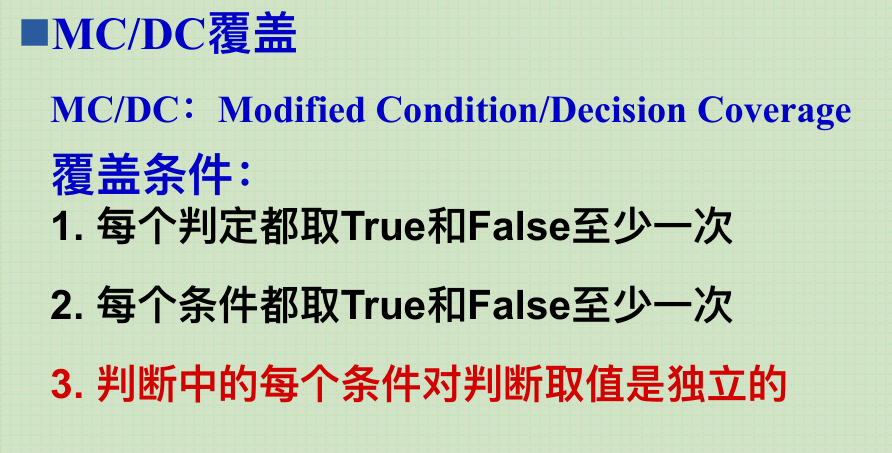 MC/DC覆盖
MC/DC：Modified Condition/Decision Coverage
覆盖条件：
1. 每个判定都取True和False至少一次
2. 每个条件都取True和False至少一次
3. 判断中的每个条件对判断取值是独立的